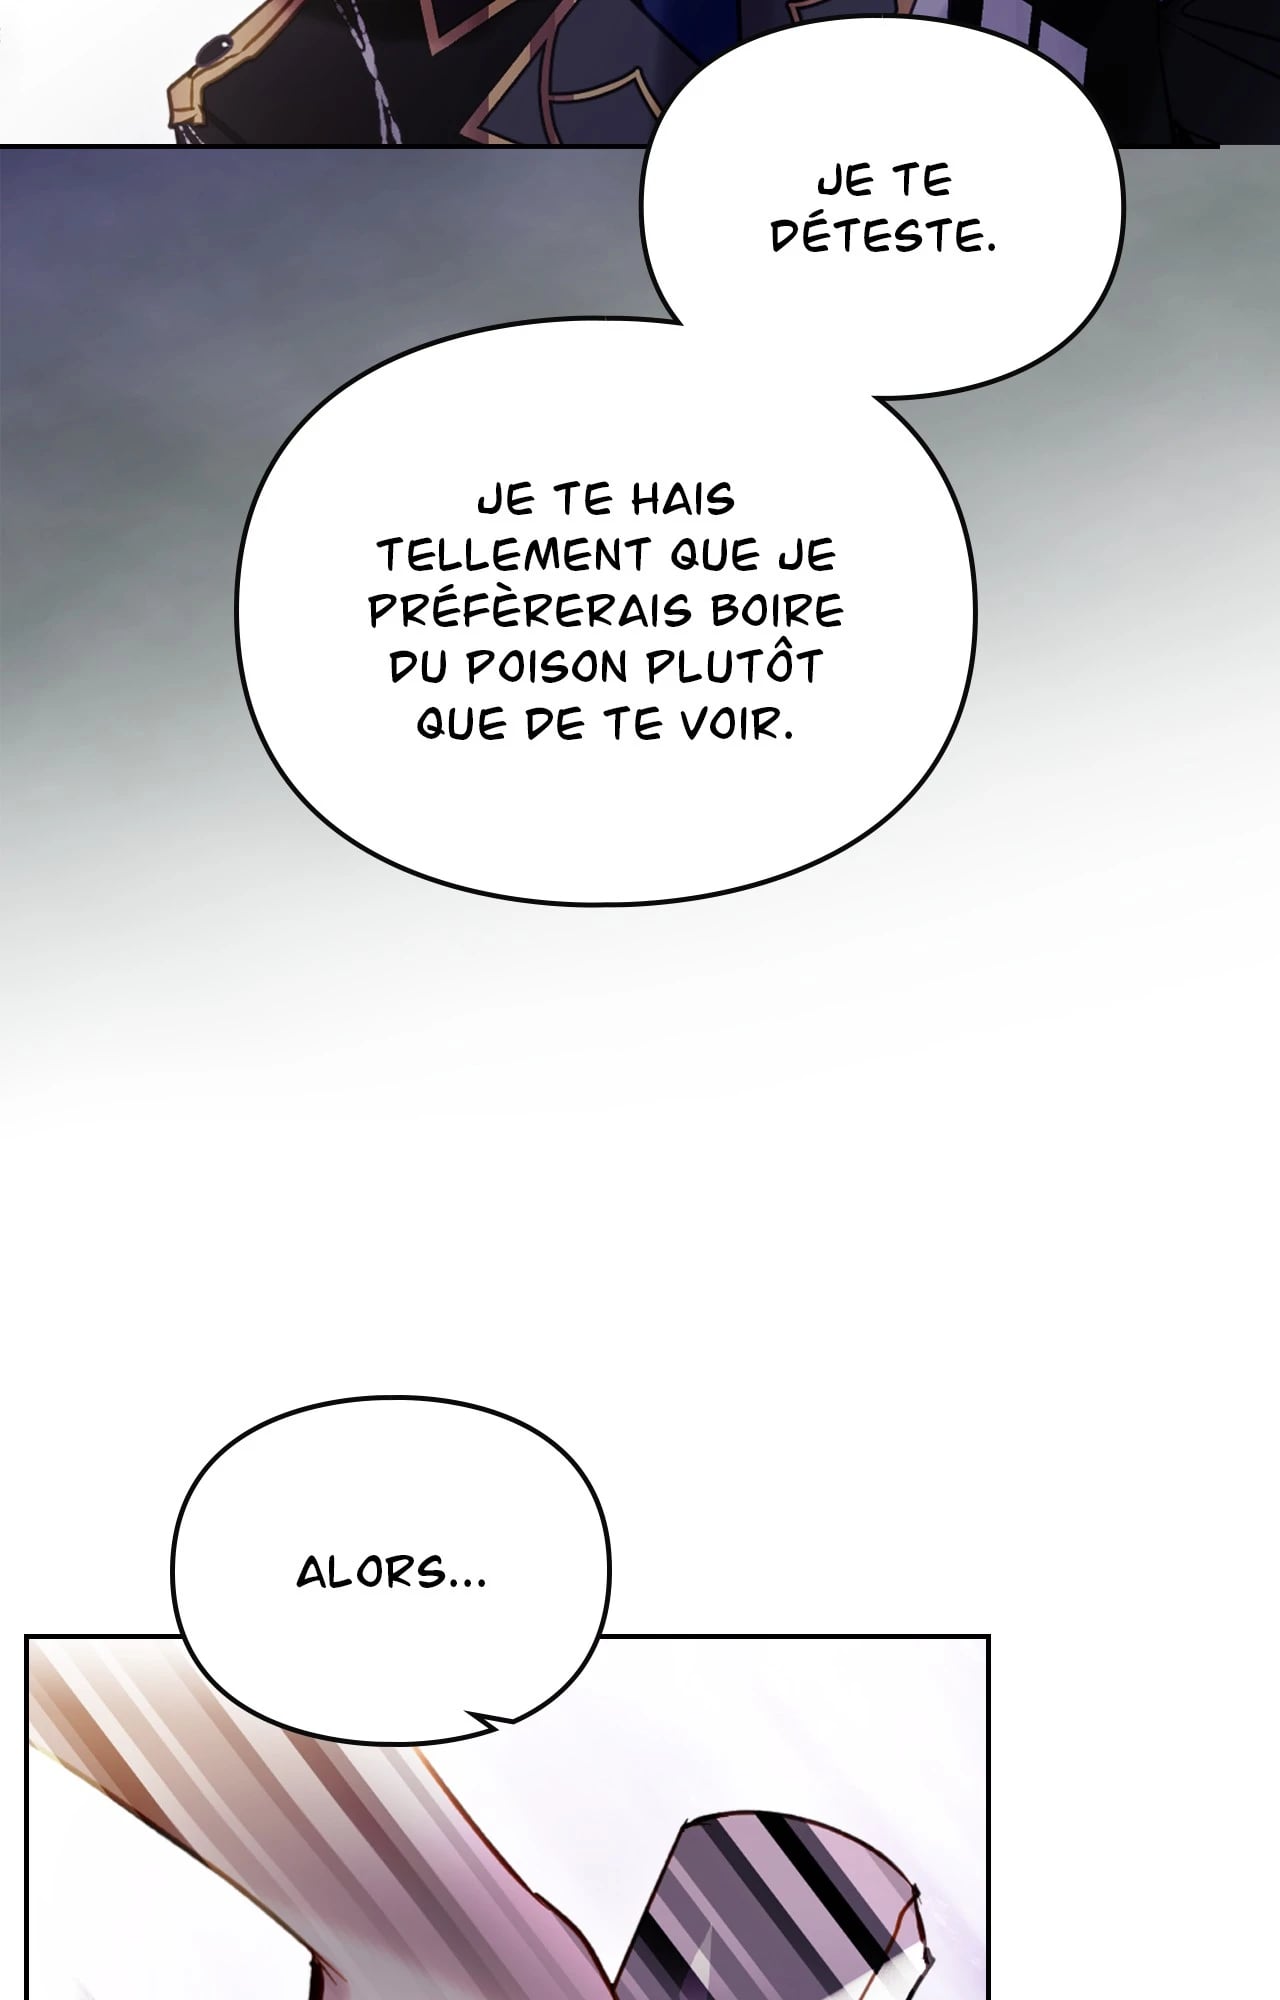 JE TE
DÉTESTE.
JE TE HAIS
TELLEMENT QUE JE
PRÉFÈRERAIS BOIRE
DU POISON PLUTÔT
QUE DE TE VOIR.
ALORS...